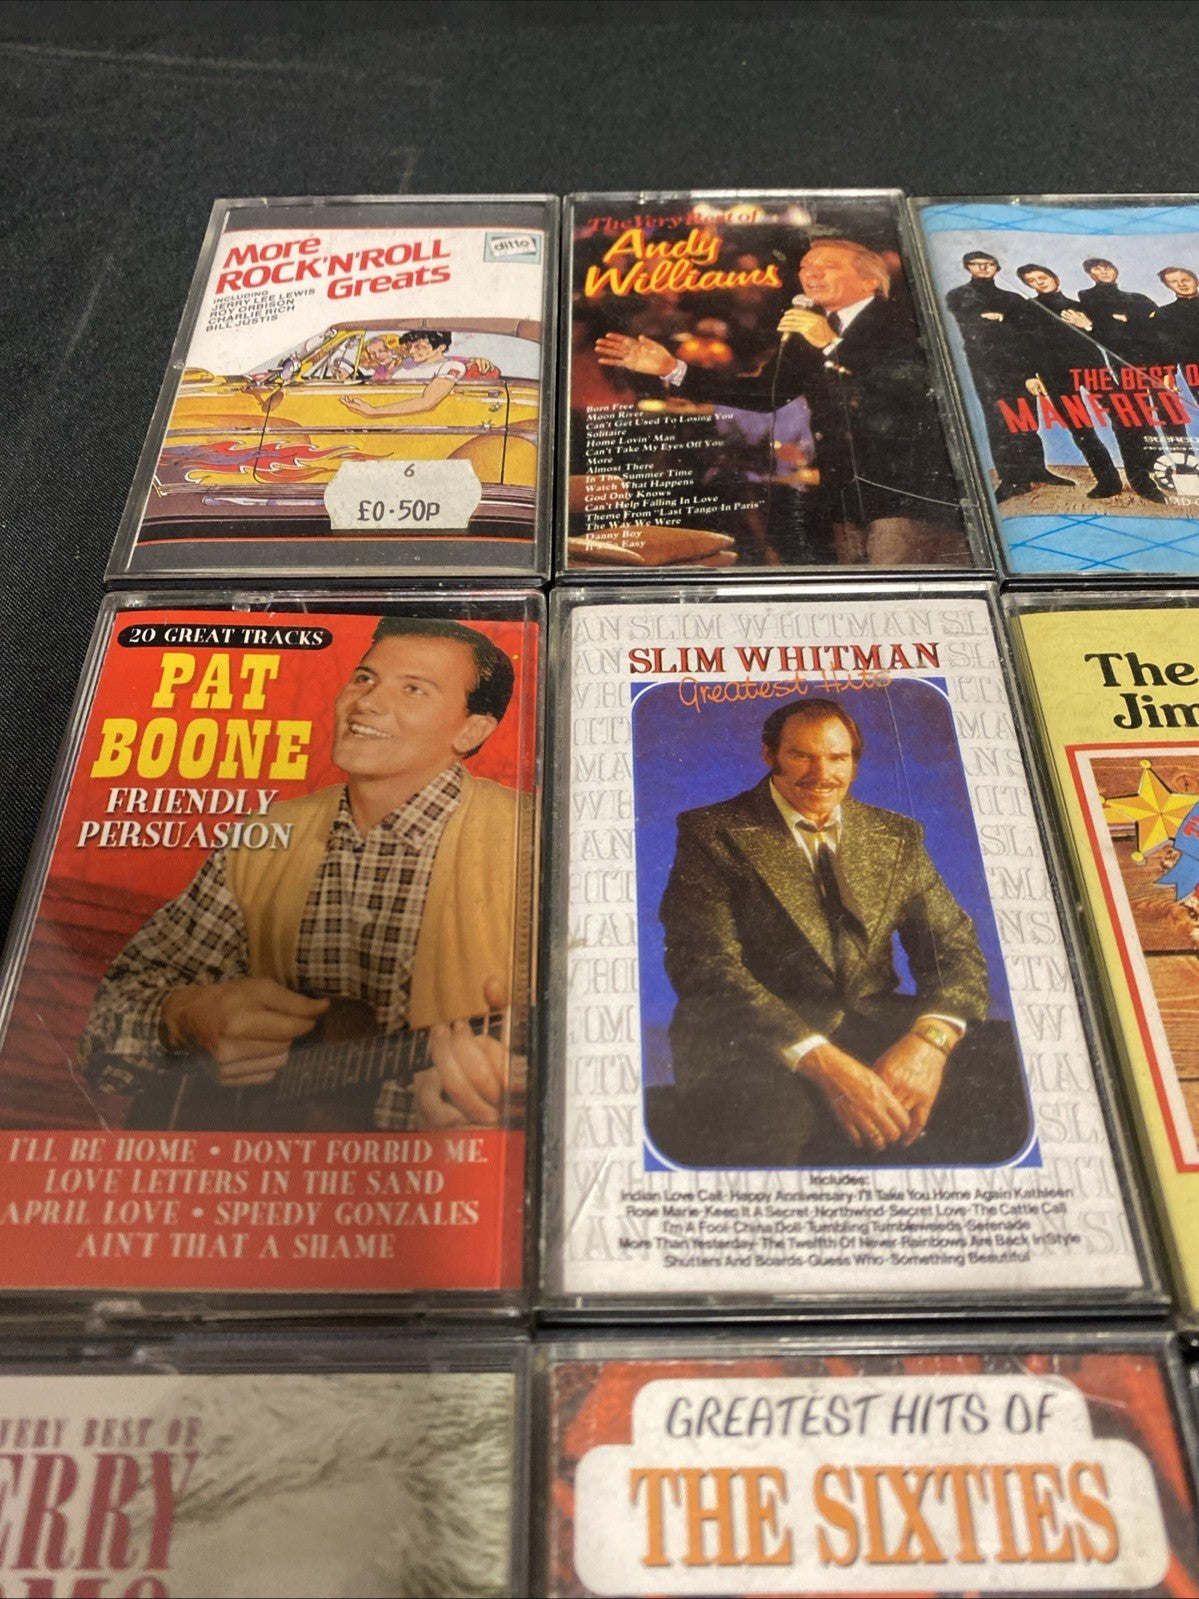 More
ROCK'N'ROLL
Greats
INCLUDING
JERRY LEE LEWIS
ROY ORBISON
CHARLIE RICH
BILL JUSTIS
ditto
6
£0·50P
The Very Best of
Andy
Williams
Born Free
Moon River
Can't Get Used To Losing You
Solitaire
Home Lovin' Man
Can't Take My Eyes Off You
More
Almost There
In The Summer Time
Watch What Happens
God Only Knows
Can't Help Falling In Love
Theme From "Last Tango In Paris"
The Way We Were
Danny Boy
It's So Easy
THE BEST O
MANFRED
20 GREAT TRACKS
PAT
BOONE
FRIENDLY
PERSUASION
I'LL BE HOME • DON'T FORBID ME.
LOVE LETTERS IN THE SAND
APRIL LOVE • SPEEDY GONZALES
AIN'T THAT A SHAME
SLIM WHITMAN
Greatest Hits
Includes:
Indian Love Call·Happy Anniversary·I'll Take You Home Again Kathleen
Rose Marie·Keep It A Secret·Northwind·Secret Love·The Cattle Call
I'm A Fool·China Doll·Tumbling Tumbleweeds·Serenade
More Than Yesterday·The Twelfth Of Never·Rainbows Are Back In Style
Shutters And Boards·Guess Who·Something Beautiful
The
Jim
VERY BEST OF
ERRY
GREATEST HITS OF
THE SIXTIES